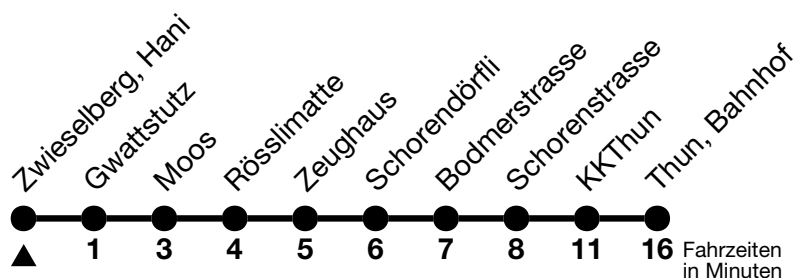 Zwieselberg, Hani
Gwattstutz
Moos
Rösslimatte
Zeughaus
Schorendörfli
Bodmerstrasse
Schorenstrasse
KKThun
Thun, Bahnhof
1 3 4 5 6 7 8 11 16 Fahrzeiten
in Minuten